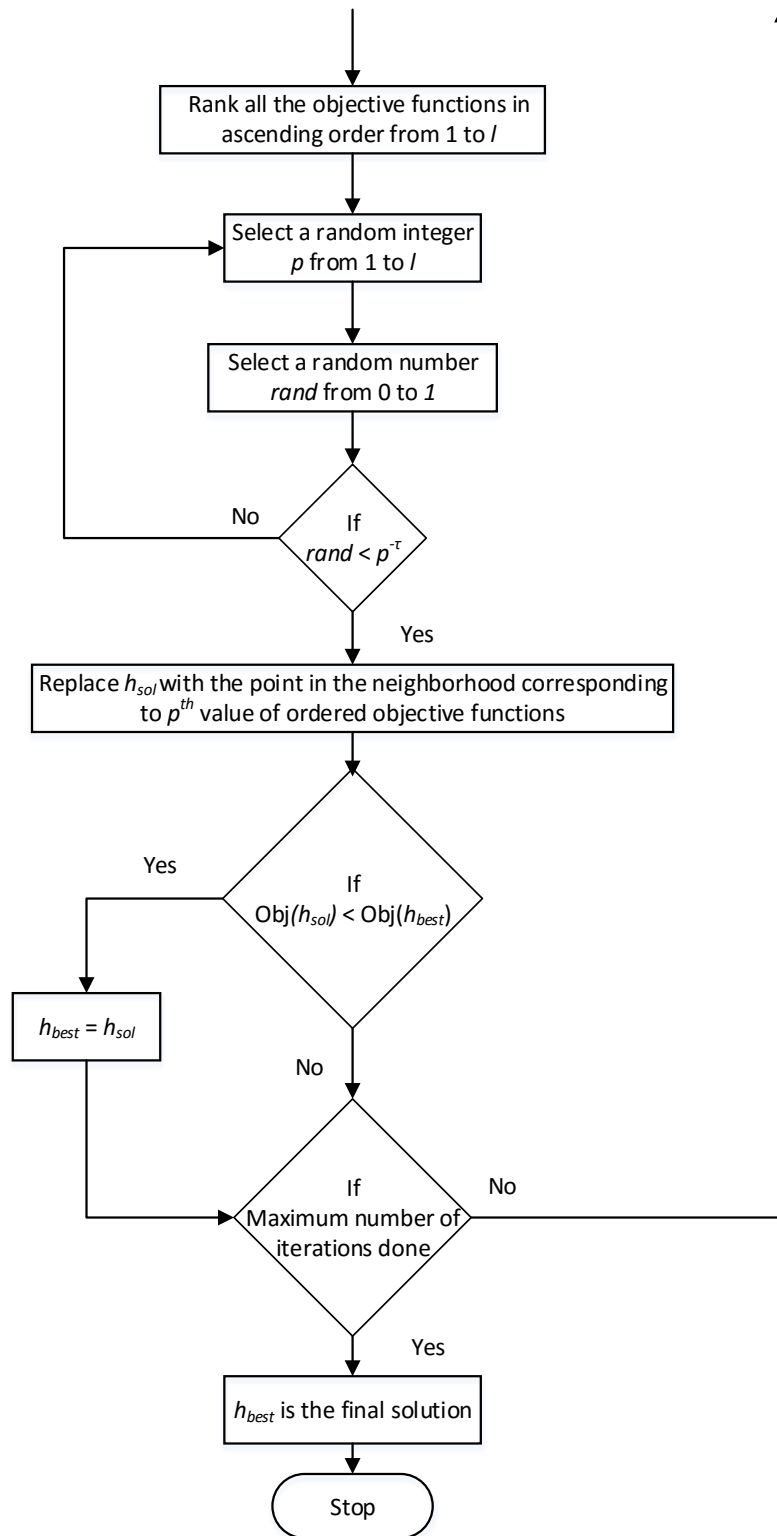 Rank all the objective functions in
ascending order from 1 to l
Select a random integer
p from 1 to l
Select a random number
rand from 0 to 1
If
rand < p^-τ
No
Yes
Replace h_sol with the point in the neighborhood corresponding
to p^th value of ordered objective functions
If
Obj(h_sol) < Obj(h_best)
Yes
h_best = h_sol
No
If
Maximum number of
iterations done
No
Yes
h_best is the final solution
Stop